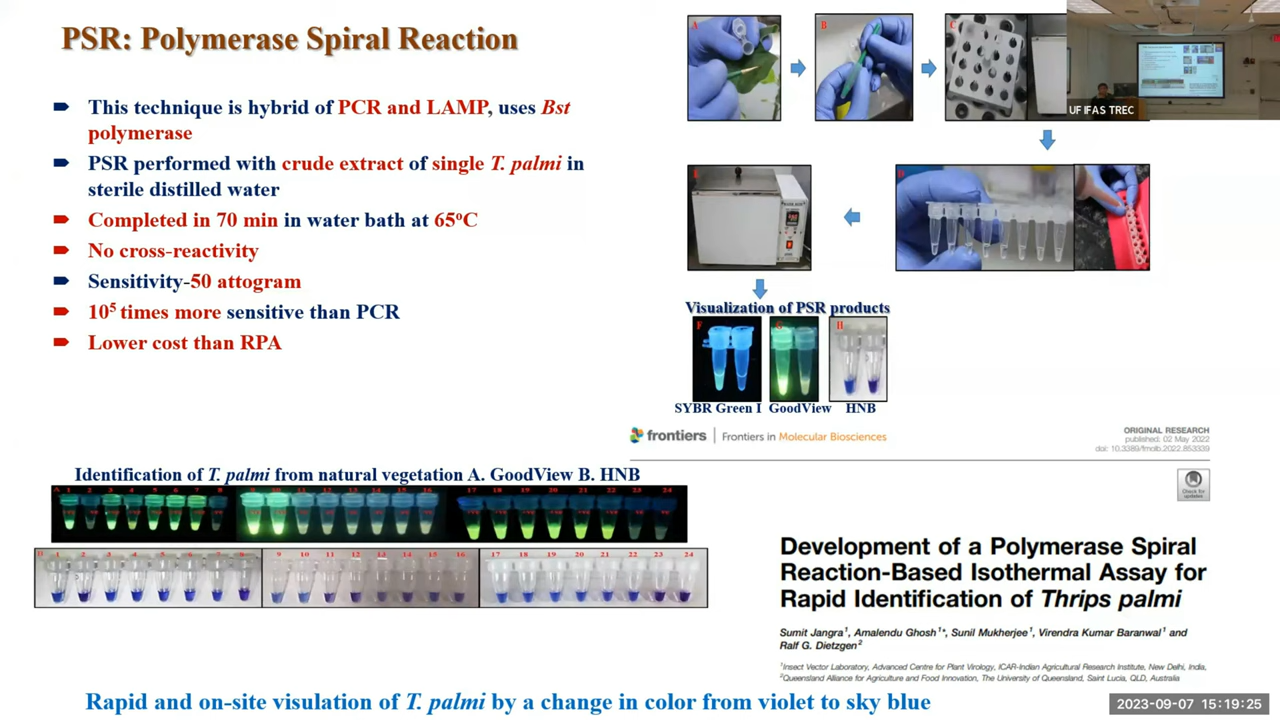 PSR: Polymerase Spiral Reaction
This technique is hybrid of PCR and LAMP, uses Bst
polymerase
PSR performed with crude extract of single T. palmi in
sterile distilled water
Completed in 70 min in water bath at 65ºC
No cross-reactivity
Sensitivity-50 attogram
10⁵ times more sensitive than PCR
Lower cost than RPA
A
B
C
UF IFAS TREC
Visualization of PSR products
F
G
H
SYBR Green I GoodView HNB
frontiers | Frontiers in Molecular Biosciences
ORIGINAL RESEARCH
published: 02 May 2022
doi: 10.3389/fmolb.2022.853339
Check for
updates
Identification of T. palmi from natural vegetation A. GoodView B. HNB
A 1 2 3 4 5 6 7 8 9 10 11 12 13 14 15 16 17 18 19 20 21 22 23 24
1 2 3 4 5 6 7 8 9 10 11 12 13 14 15 16 17 18 19 20 21 22 23 24
Development of a Polymerase Spiral
Reaction-Based Isothermal Assay for
Rapid Identification of Thrips palmi
Sumit Jangra¹, Amalendu Ghosh¹*, Sunil Mukherjee¹, Virendra Kumar Baranwal¹ and
Ralf G. Dietzgen²
¹Insect Vector Laboratory, Advanced Centre for Plant Virology, ICAR-Indian Agricultural Research Institute, New Delhi, India,
²Queensland Alliance for Agriculture and Food Innovation, The University of Queensland, Saint Lucia, QLD, Australia
Rapid and on-site visulation of T. palmi by a change in color from violet to sky blue
2023-09-07 15:19:25